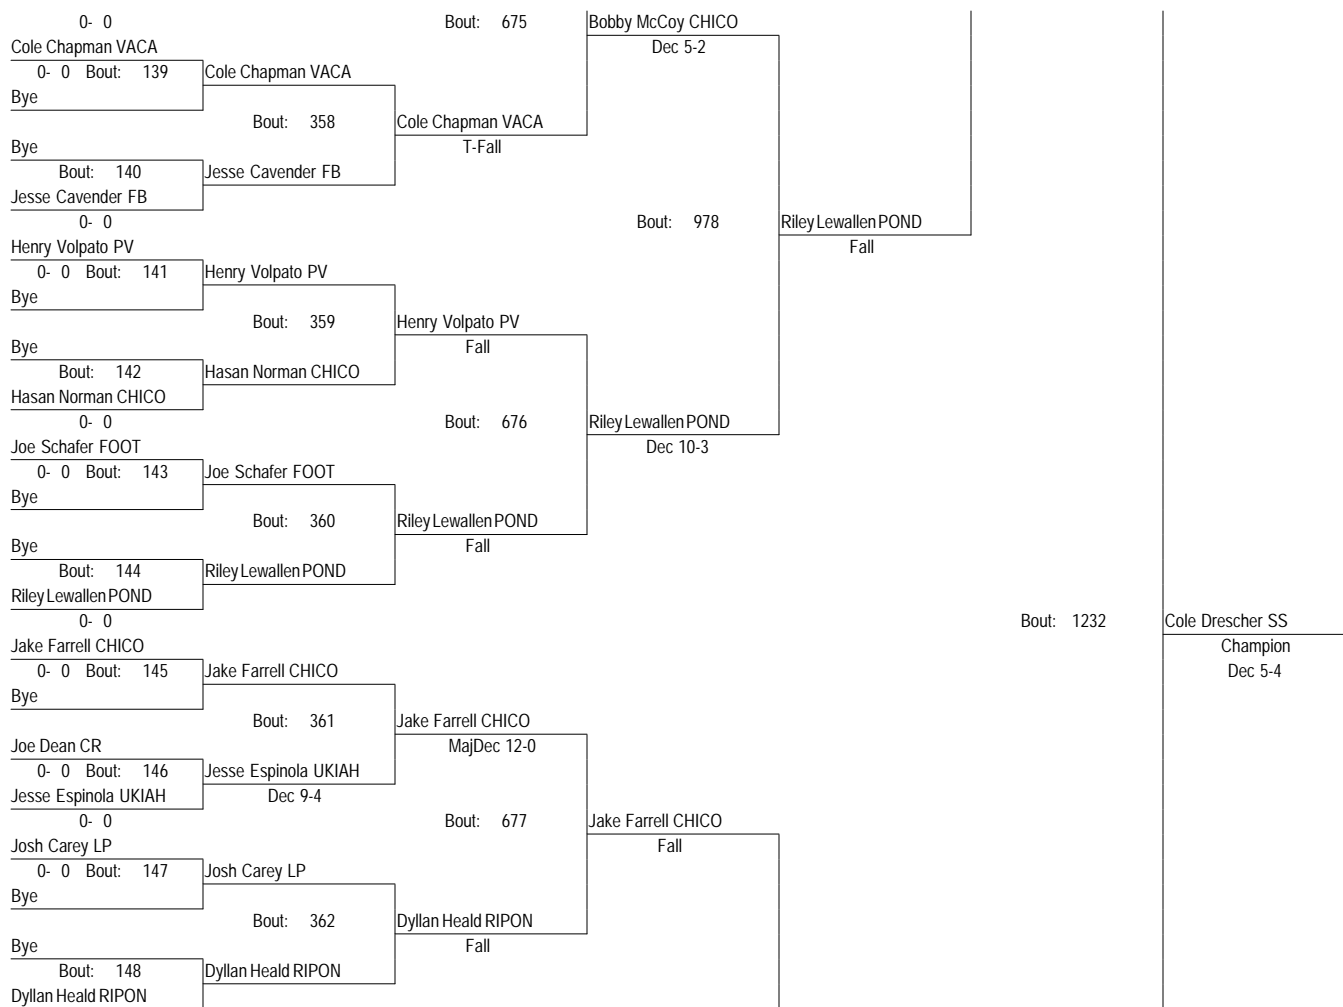 0- 0
Bout: 675
Bobby McCoy CHICO
Cole Chapman VACA
Dec 5-2
0- 0 Bout: 139
Cole Chapman VACA
Bye
Bout: 358
Cole Chapman VACA
Bye
T-Fall
Bout: 140
Jesse Cavender FB
Jesse Cavender FB
0- 0
Bout: 978
Riley Lewallen POND
Henry Volpato PV
Fall
0- 0 Bout: 141
Henry Volpato PV
Bye
Bout: 359
Henry Volpato PV
Bye
Fall
Bout: 142
Hasan Norman CHICO
Hasan Norman CHICO
0- 0
Bout: 676
Riley Lewallen POND
Joe Schafer FOOT
Dec 10-3
0- 0 Bout: 143
Joe Schafer FOOT
Bye
Bout: 360
Riley Lewallen POND
Bye
Fall
Bout: 144
Riley Lewallen POND
Riley Lewallen POND
0- 0
Bout: 1232
Cole Drescher SS
Jake Farrell CHICO
Champion
0- 0 Bout: 145
Jake Farrell CHICO
Dec 5-4
Bye
Bout: 361
Jake Farrell CHICO
Joe Dean CR
MajDec 12-0
0- 0 Bout: 146
Jesse Espinola UKIAH
Jesse Espinola UKIAH
Dec 9-4
0- 0
Bout: 677
Jake Farrell CHICO
Josh Carey LP
Fall
0- 0 Bout: 147
Josh Carey LP
Bye
Bout: 362
Dyllan Heald RIPON
Bye
Fall
Bout: 148
Dyllan Heald RIPON
Dyllan Heald RIPON